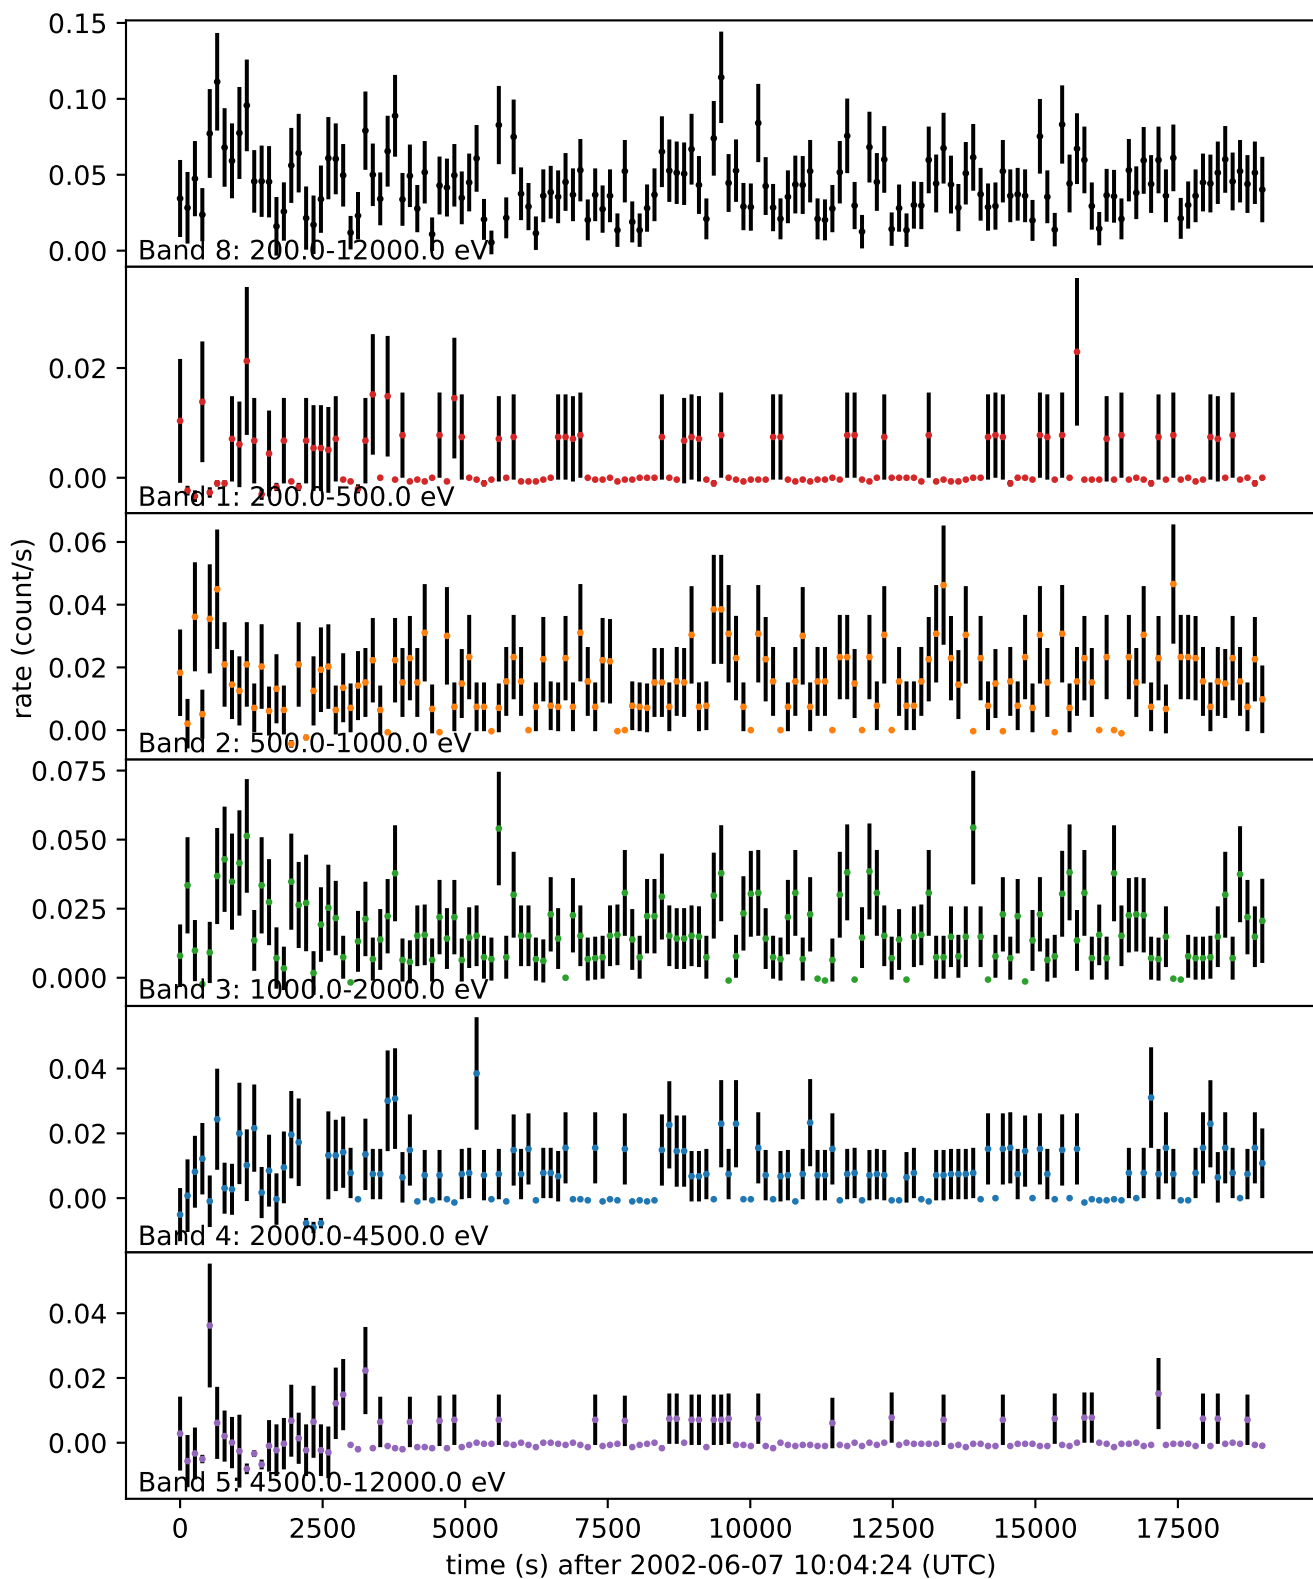 0.15
0.10
0.05
0.00
Band 8: 200.0-12000.0 eV
0.02
0.00
Band 1: 200.0-500.0 eV
0.06
0.04
0.02
0.00
Band 2: 500.0-1000.0 eV
rate (count/s)
0.075
0.050
0.025
0.000
Band 3: 1000.0-2000.0 eV
0.04
0.02
0.00
Band 4: 2000.0-4500.0 eV
0.04
0.02
0.00
Band 5: 4500.0-12000.0 eV
0 2500 5000 7500 10000 12500 15000 17500
time (s) after 2002-06-07 10:04:24 (UTC)